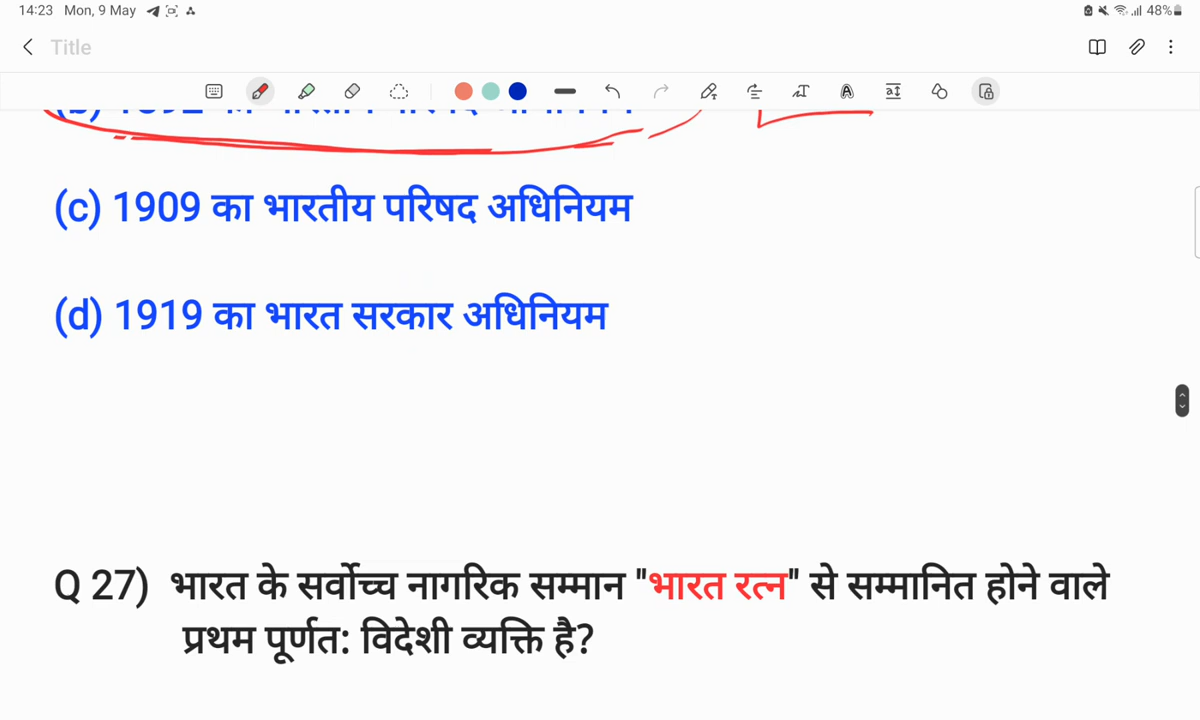 14:23 Mon, 9 May
48%
Title
(c) 1909 का भारतीय परिषद अधिनियम
(d) 1919 का भारत सरकार अधिनियम
Q 27) भारत के सर्वोच्च नागरिक सम्मान "भारत रत्न" से सम्मानित होने वाले
प्रथम पूर्णत: विदेशी व्यक्ति है?